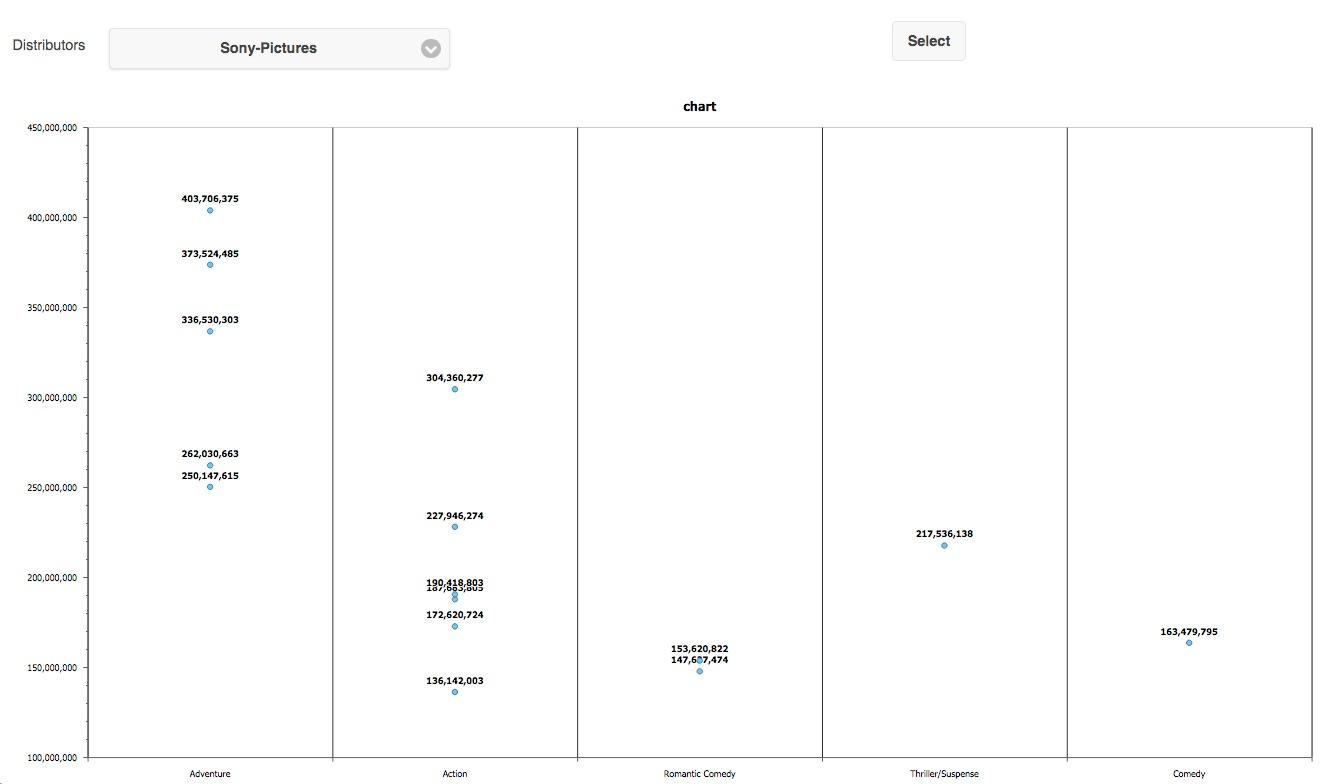 Distributors
Sony-Pictures
Select
chart
450,000,000
400,000,000
350,000,000
300,000,000
250,000,000
200,000,000
150,000,000
100,000,000
403,706,375
373,524,485
336,530,303
262,030,663
250,147,615
304,360,277
227,946,274
190,418,803
172,620,724
136,142,003
153,620,822
217,536,138
163,479,795
Adventure
Action
Romantic Comedy
Thriller/Suspense
Comedy